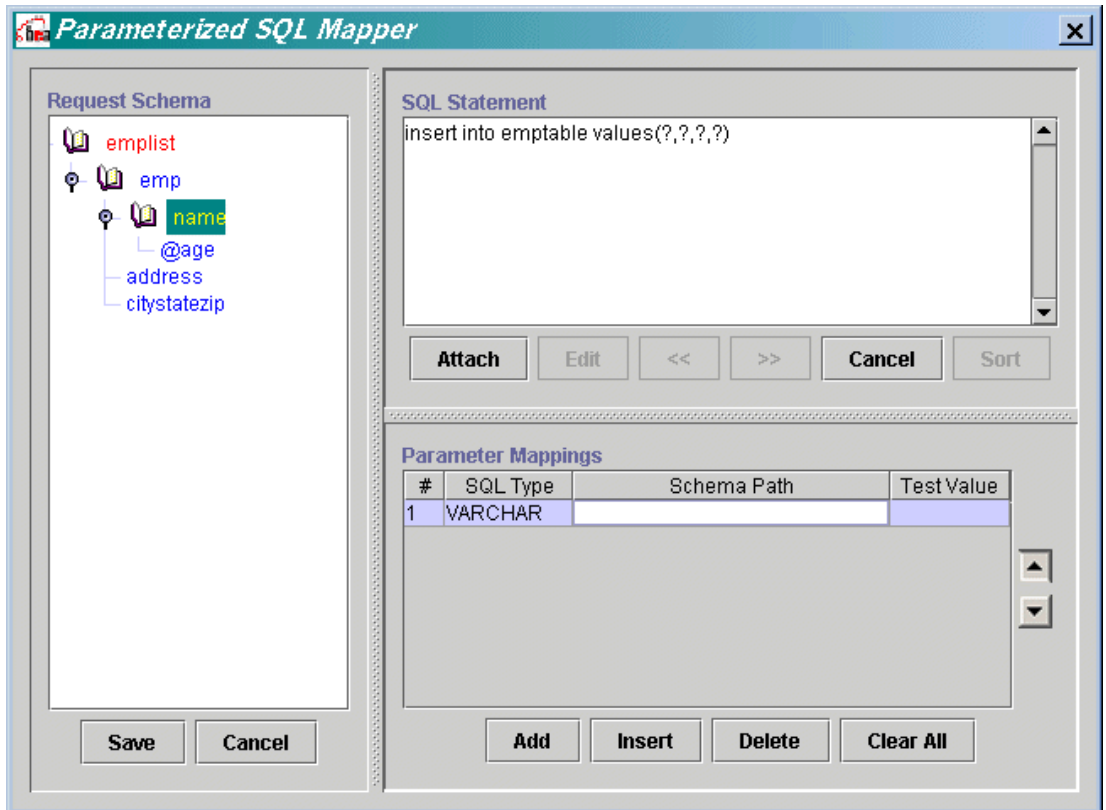 bea Parameterized SQL Mapper
Request Schema
emplist
emp
name
@age
address
citystatezip
Save Cancel
SQL Statement
insert into emptable values(?,?,?,?)
Attach Edit << >> Cancel Sort
Parameter Mappings
# SQL Type Schema Path Test Value
1 VARCHAR
Add Insert Delete Clear All